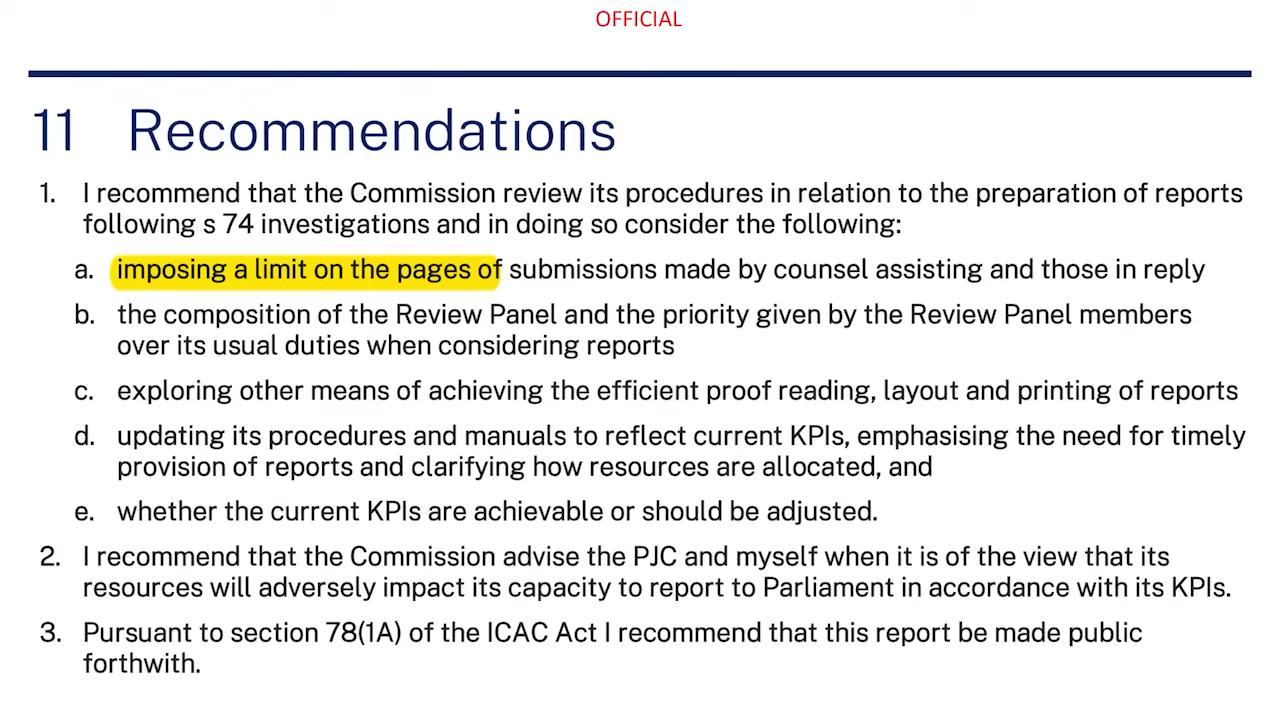 OFFICIAL
11 Recommendations
1. I recommend that the Commission review its procedures in relation to the preparation of reports
following s 74 investigations and in doing so consider the following:
a. imposing a limit on the pages of submissions made by counsel assisting and those in reply
b. the composition of the Review Panel and the priority given by the Review Panel members
over its usual duties when considering reports
c. exploring other means of achieving the efficient proof reading, layout and printing of reports
d. updating its procedures and manuals to reflect current KPIs, emphasising the need for timely
provision of reports and clarifying how resources are allocated, and
e. whether the current KPIs are achievable or should be adjusted.
2. I recommend that the Commission advise the PJC and myself when it is of the view that its
resources will adversely impact its capacity to report to Parliament in accordance with its KPIs.
3. Pursuant to section 78(1A) of the ICAC Act I recommend that this report be made public
forthwith.